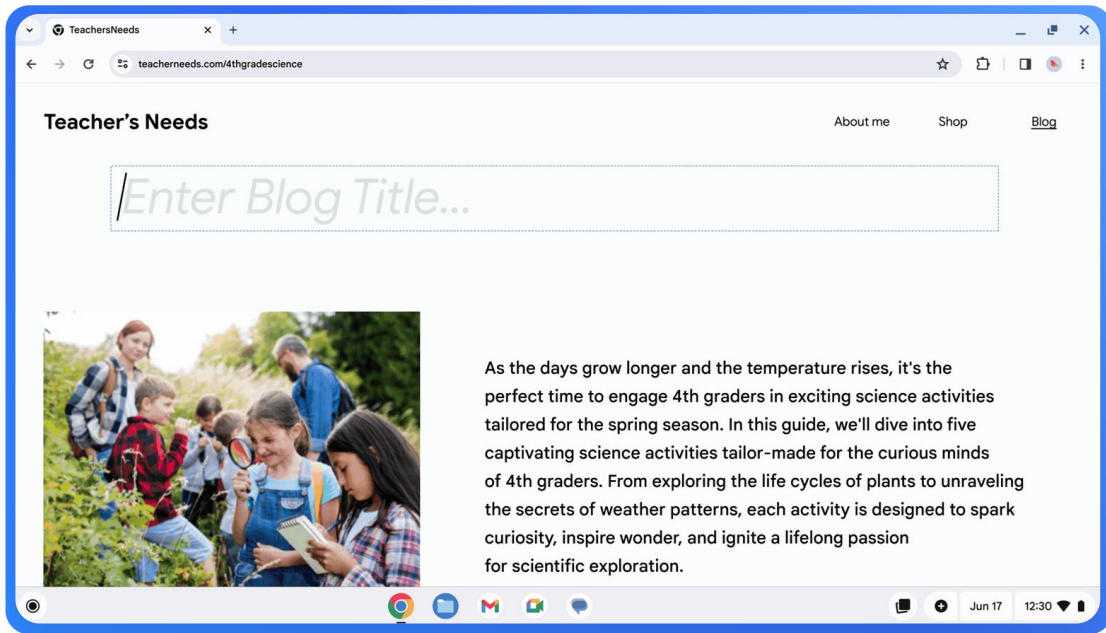 TeachersNeeds
teacherneeds.com/4thgradescience
Teacher's Needs
About me Shop Blog
Enter Blog Title...
As the days grow longer and the temperature rises, it's the
perfect time to engage 4th graders in exciting science activities
tailored for the spring season. In this guide, we'll dive into five
captivating science activities tailor-made for the curious minds
of 4th graders. From exploring the life cycles of plants to unraveling
the secrets of weather patterns, each activity is designed to spark
curiosity, inspire wonder, and ignite a lifelong passion
for scientific exploration.
Jun 17 12:30